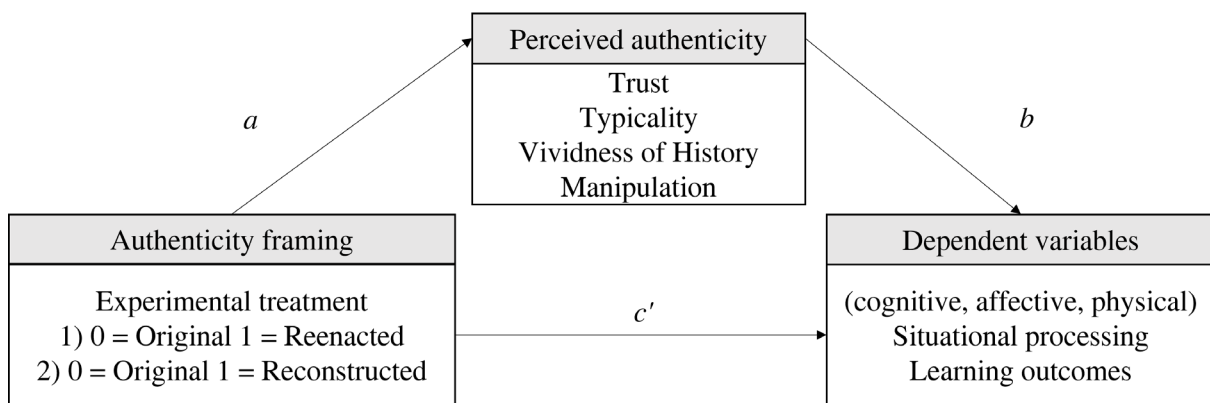 Perceived authenticity
Trust
Typicality
Vividness of History
Manipulation
a
b
Authenticity framing
Experimental treatment
1) 0 = Original 1 = Reenacted
2) 0 = Original 1 = Reconstructed
c'
Dependent variables
(cognitive, affective, physical)
Situational processing
Learning outcomes